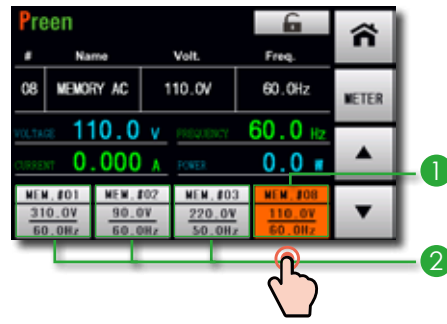 Preen
# Name Volt. Freq.
08 MEMORY AC 110.0V 60.0Hz
METER
VOLTAGE 110.0 V FREQUENCY 60.0 Hz
CURRENT 0.000 A POWER 0.0 W
MEM.#01 MEM.#02 MEM.#03 MEM.#08
310.0V 90.0V 220.0V 110.0V
60.0Hz 60.0Hz 50.0Hz 60.0Hz
1
2